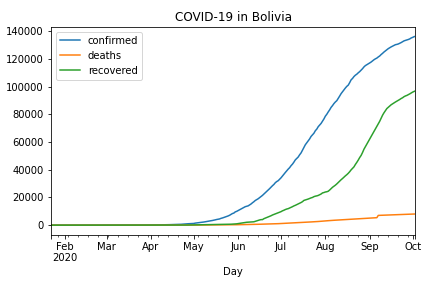 COVID-19 in Bolivia
140000
120000
100000
80000
60000
40000
20000
0
confirmed
deaths
recovered
Feb Mar Apr May Jun Jul Aug Sep Oct
2020
Day